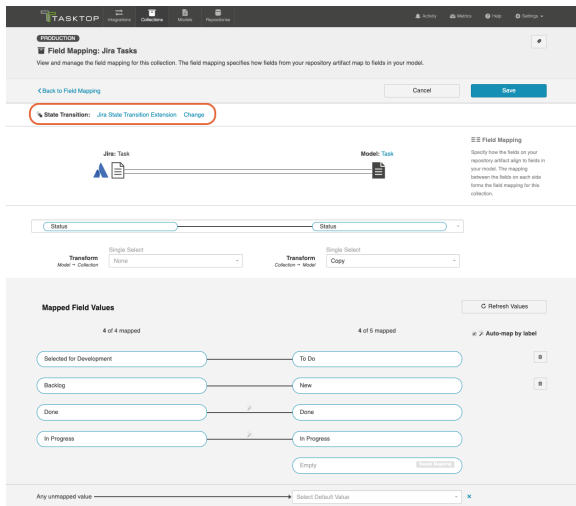 TASKTOP
Integrations
Collections
Models
Repositories
Activity
Metrics
Help
Settings
PRODUCTION
Field Mapping: Jira Tasks
View and manage the field mapping for this collection. The field mapping specifies how fields from your repository artifact map to fields in your model.
Back to Field Mapping
Cancel
Save
State Transition: Jira State Transition Extension Change
Field Mapping
Specify how the fields on your
repository artifact align to fields in
your model. The mapping
between the fields on each side
forms the field mapping for this
collection.
Jira: Task
Model: Task
Status
Status
Single Select
Transform
Model → Collection
None
Single Select
Transform
Collection → Model
Copy
Mapped Field Values
Refresh Values
4 of 4 mapped
4 of 5 mapped
Auto-map by label
Selected for Development
To Do
Backlog
New
Done
Done
In Progress
In Progress
Empty
Any unmapped value
Select Default Value